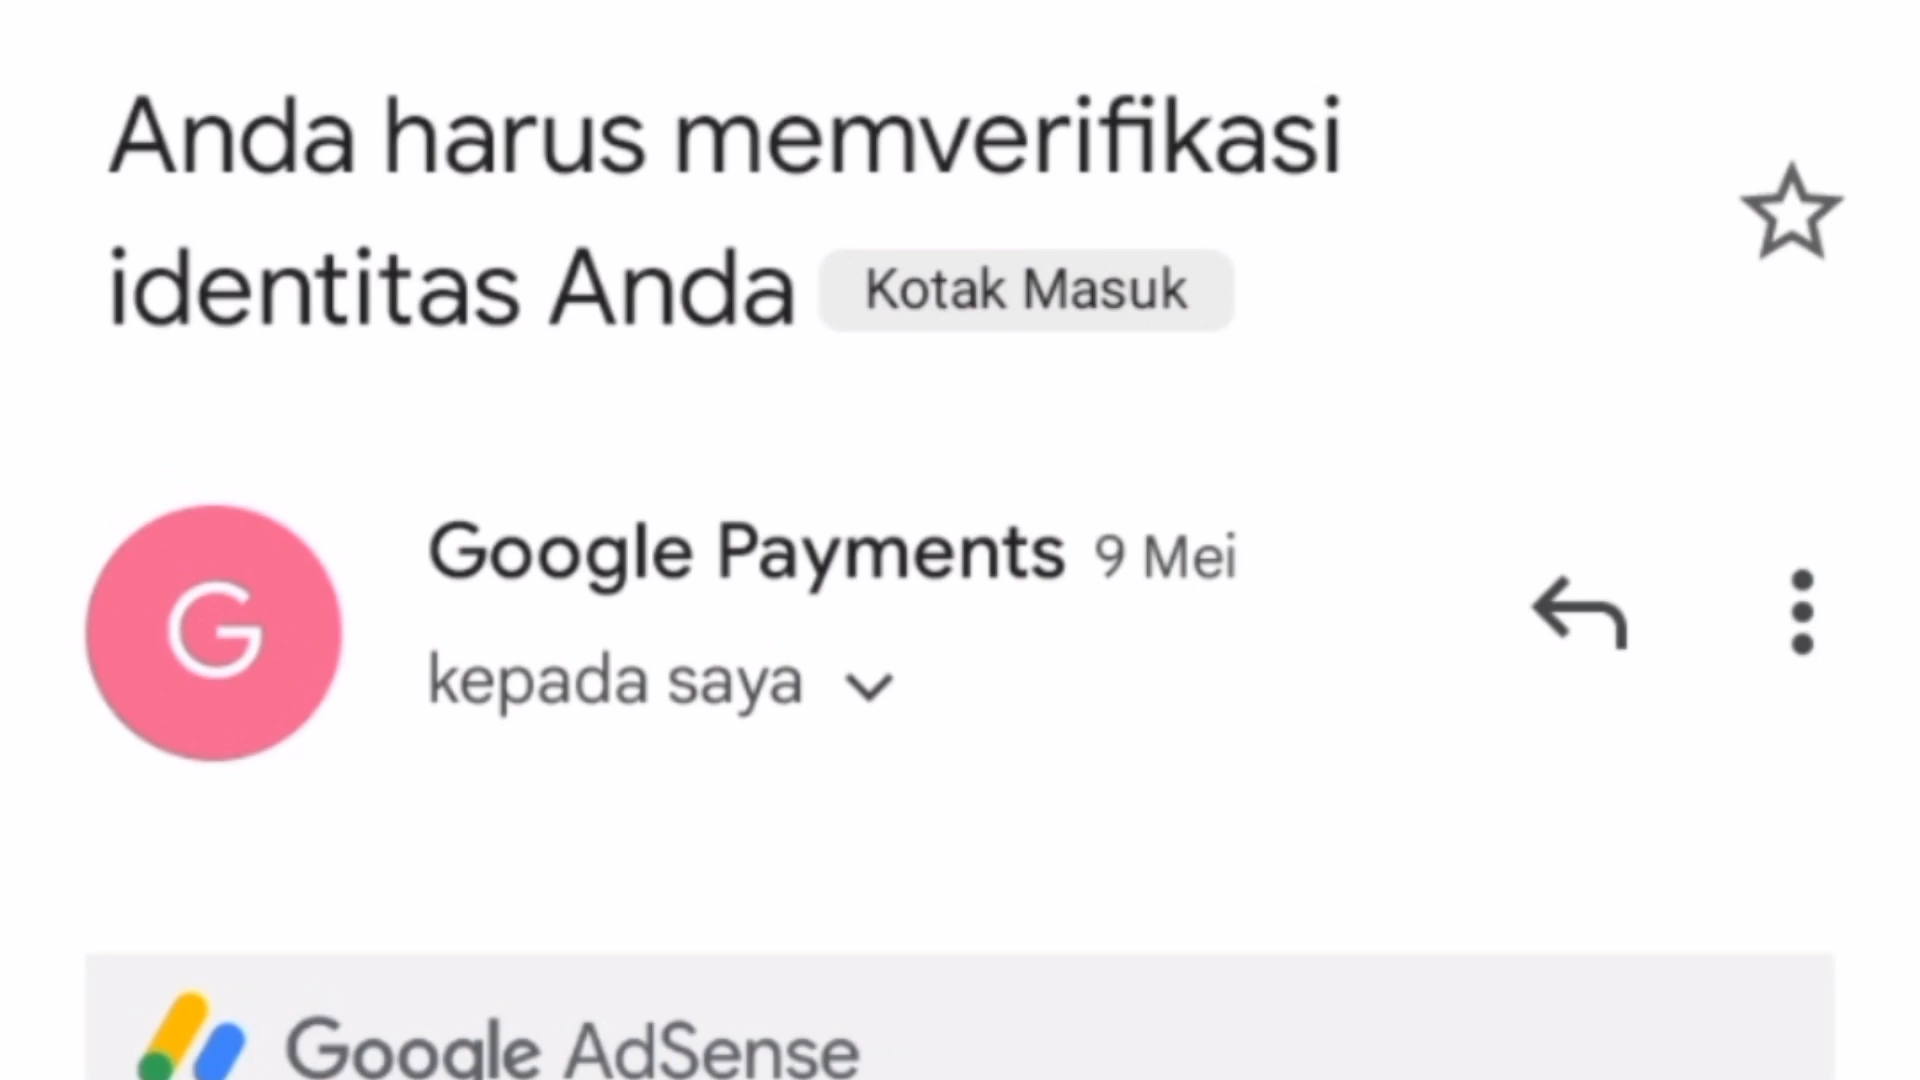 Anda harus memverifikasi
identitas Anda Kotak Masuk
G
Google Payments 9 Mei
kepada saya
Google AdSense